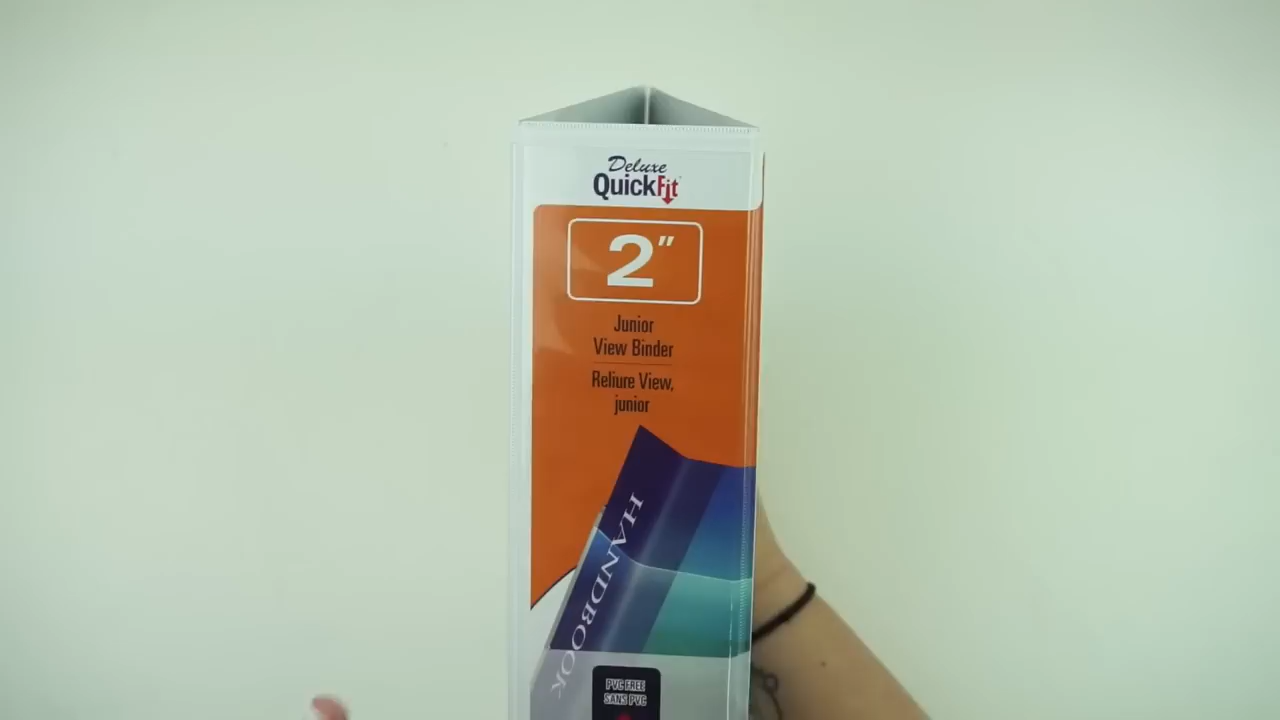 Deluxe
QuickFit
2"
Junior
View Binder
Reliure View,
junior
HANDBOOK
PVC FREE
SANS PVC